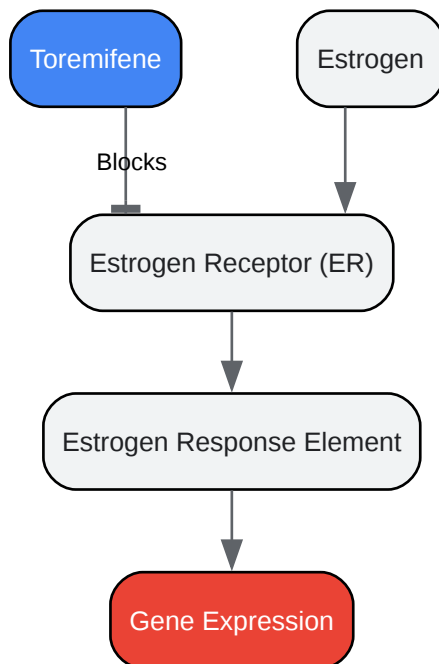 Toremifene
Estrogen
Blocks
Estrogen Receptor (ER)
Estrogen Response Element
Gene Expression